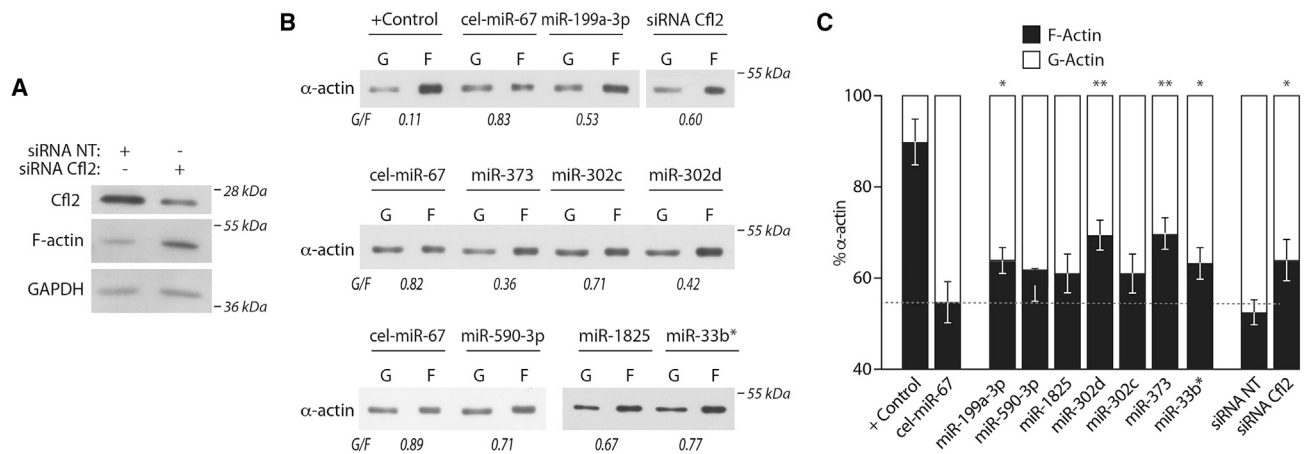 A
siRNA NT: + -
siRNA Cfl2: - +
Cfl2
28 kDa
F-actin
55 kDa
GAPDH
36 kDa
B
+Control cel-miR-67 miR-199a-3p siRNA Cfl2
G F G F G F G F
α-actin
55 kDa
G/F 0.11 0.83 0.53 0.60
cel-miR-67 miR-373 miR-302c miR-302d
G F G F G F G F
α-actin
55 kDa
G/F 0.82 0.36 0.71 0.42
cel-miR-67 miR-590-3p miR-1825 miR-33b*
G F G F G F G F
α-actin
55 kDa
G/F 0.89 0.71 0.67 0.77
C
F-Actin
G-Actin
* ** ** * *
100
80
60
40
% α-actin
+ Control
cel-miR-67
miR-199a-3p
miR-590-3p
miR-1825
miR-302d
miR-302c
miR-373
miR-33b*
siRNA NT
siRNA Cfl2